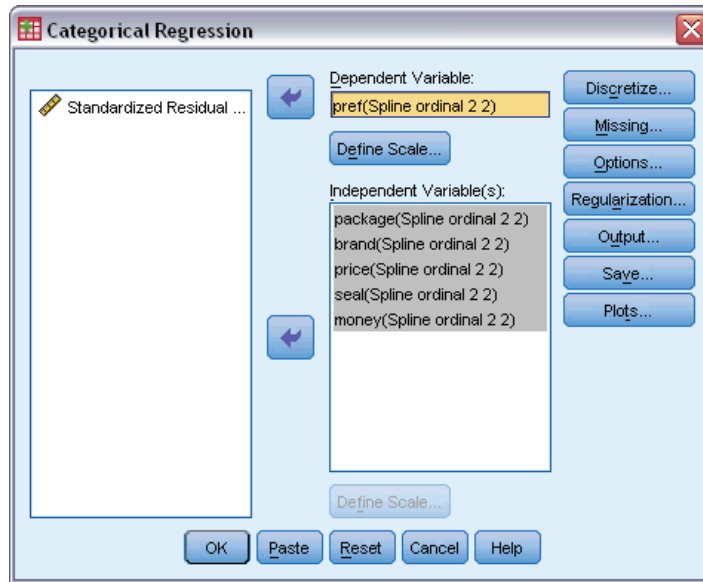 Categorical Regression
Standardized Residual ...
Dependent Variable:
pref(Spline ordinal 2 2)
Define Scale...
Independent Variable(s):
package(Spline ordinal 2 2)
brand(Spline ordinal 2 2)
price(Spline ordinal 2 2)
seal(Spline ordinal 2 2)
money(Spline ordinal 2 2)
Define Scale...
Discretize...
Missing...
Options...
Regularization...
Output...
Save...
Plots...
OK Paste Reset Cancel Help